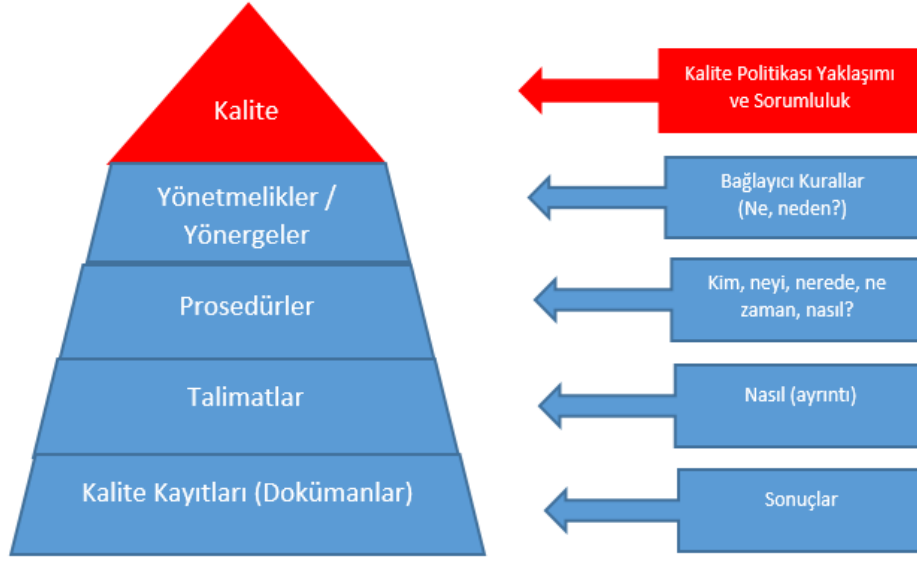 Kalite
Kalite Politikası Yaklaşımı
ve Sorumluluk
Yönetmelikler /
Yönergeler
Bağlayıcı Kurallar
(Ne, neden?)
Prosedürler
Kim, neyi, nerede, ne
zaman, nasıl?
Talimatlar
Nasıl (ayrıntı)
Kalite Kayıtları (Dokümanlar)
Sonuçlar